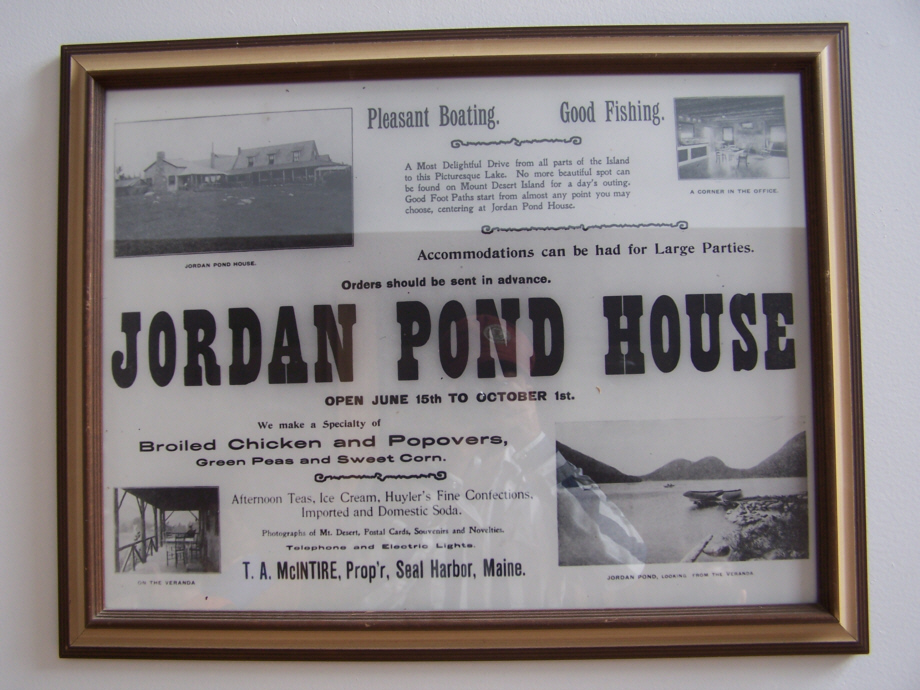 Pleasant Boating. Good Fishing.
A Most Delightful Drive from all parts of the Island
to this Picturesque Lake. No more beautiful spot can
be found on Mount Desert Island for a day's outing.
Good Foot Paths start from almost any point you may
choose, centering at Jordan Pond House.
A CORNER IN THE OFFICE.
JORDAN POND HOUSE.
Accommodations can be had for Large Parties.
Orders should be sent in advance.
JORDAN POND HOUSE
OPEN JUNE 15th TO OCTOBER 1st.
We make a Specialty of
Broiled Chicken and Popovers,
Green Peas and Sweet Corn.
Afternoon Teas, Ice Cream, Huyler's Fine Confections.
Imported and Domestic Soda.
Photographs of Mt. Desert, Postal Cards, Souvenirs and Novelties.
Telephone and Electric Lights.
T. A. McINTIRE, Prop'r, Seal Harbor, Maine.
ON THE VERANDA
JORDAN POND, LOOKING FROM THE VERANDA